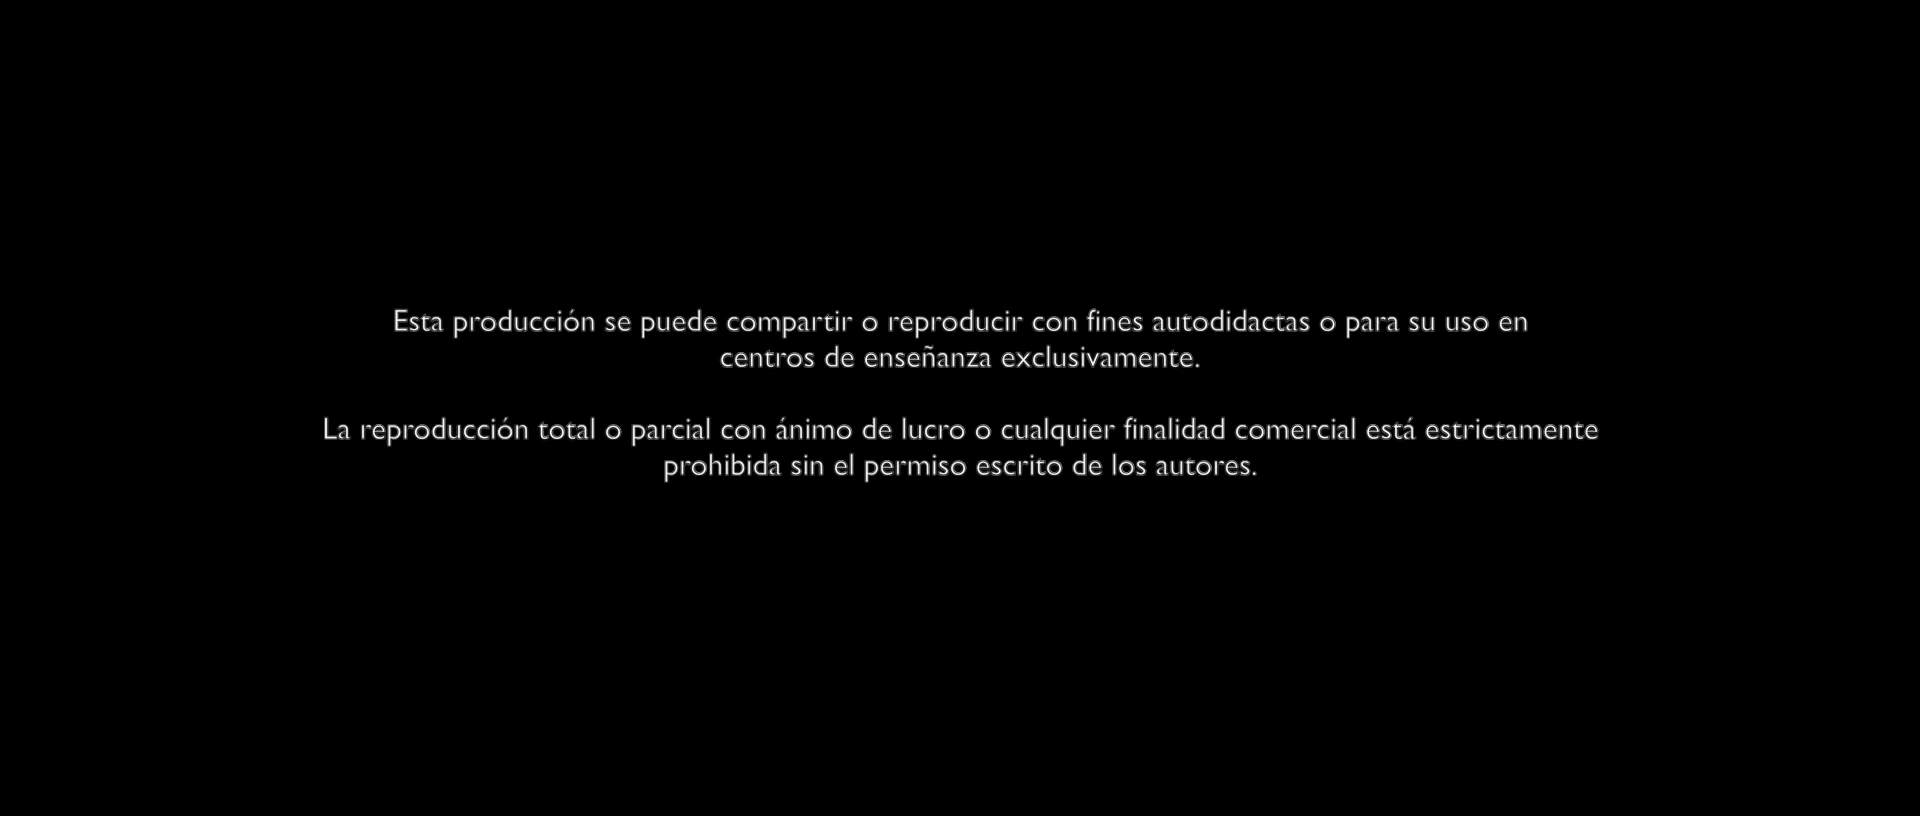 Esta producción se puede compartir o reproducir con fines autodidactas o para su uso en
centros de enseñanza exclusivamente.
La reproducción total o parcial con ánimo de lucro o cualquier finalidad comercial está estrictamente
prohibida sin el permiso escrito de los autores.